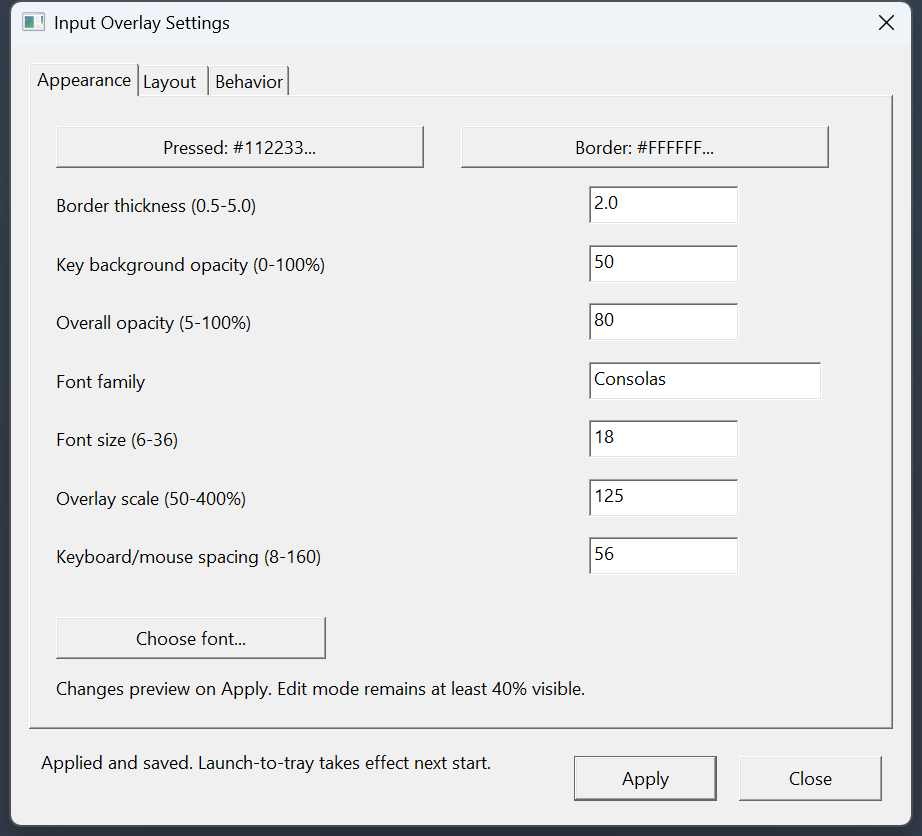 Input Overlay Settings
Appearance Layout Behavior
Pressed: #112233... Border: #FFFFFF...
Border thickness (0.5-5.0) 2.0
Key background opacity (0-100%) 50
Overall opacity (5-100%) 80
Font family Consolas
Font size (6-36) 18
Overlay scale (50-400%) 125
Keyboard/mouse spacing (8-160) 56
Choose font...
Changes preview on Apply. Edit mode remains at least 40% visible.
Applied and saved. Launch-to-tray takes effect next start.
Apply Close